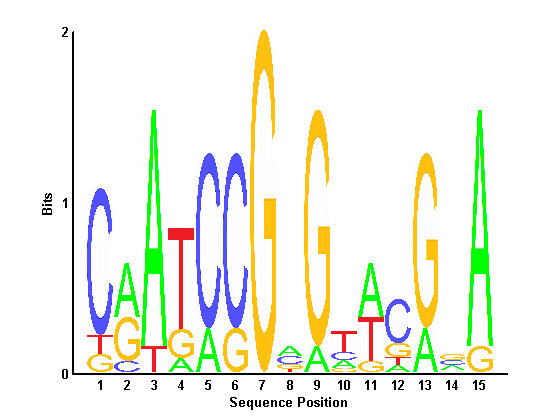 2
Bits
1
0
C A A T C C G A G T A C G A
T G T G A G C A C T G A G
G C A A G T
1 2 3 4 5 6 7 8 9 10 11 12 13 14 15
Sequence Position